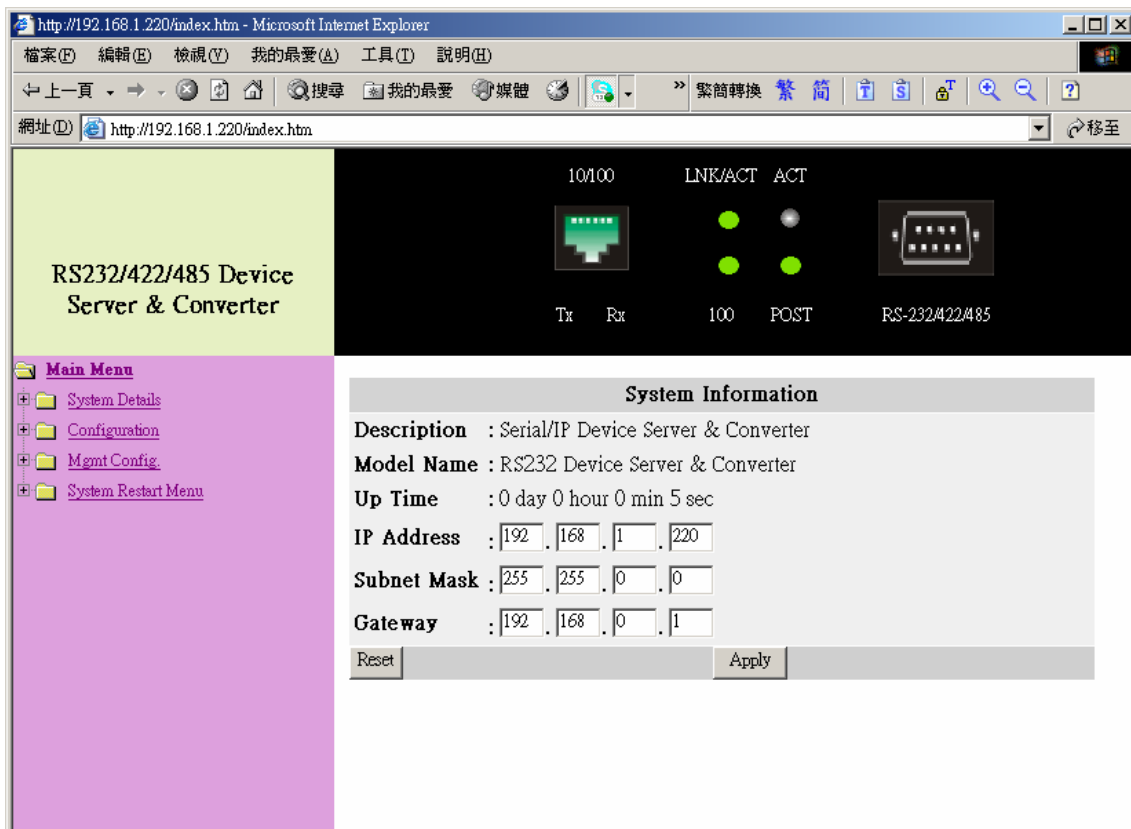 http://192.168.1.220/index.htm - Microsoft Internet Explorer
檔案(F) 編輯(E) 檢視(V) 我的最愛(A) 工具(T) 說明(H)
上一頁 搜尋 我的最愛 媒體 » 繁簡轉換 繁 简 T S T ?
網址(D) http://192.168.1.220/index.htm 移至
10/100 LNK/ACT ACT
RS232/422/485 Device
Server & Converter
Tx Rx 100 POST RS-232/422/485
Main Menu
System Details
Configuration
Mgmt Config.
System Restart Menu
System Information
Description : Serial/IP Device Server & Converter
Model Name : RS232 Device Server & Converter
Up Time : 0 day 0 hour 0 min 5 sec
IP Address : 192 . 168 . 1 . 220
Subnet Mask : 255 . 255 . 0 . 0
Gateway : 192 . 168 . 0 . 1
Reset Apply